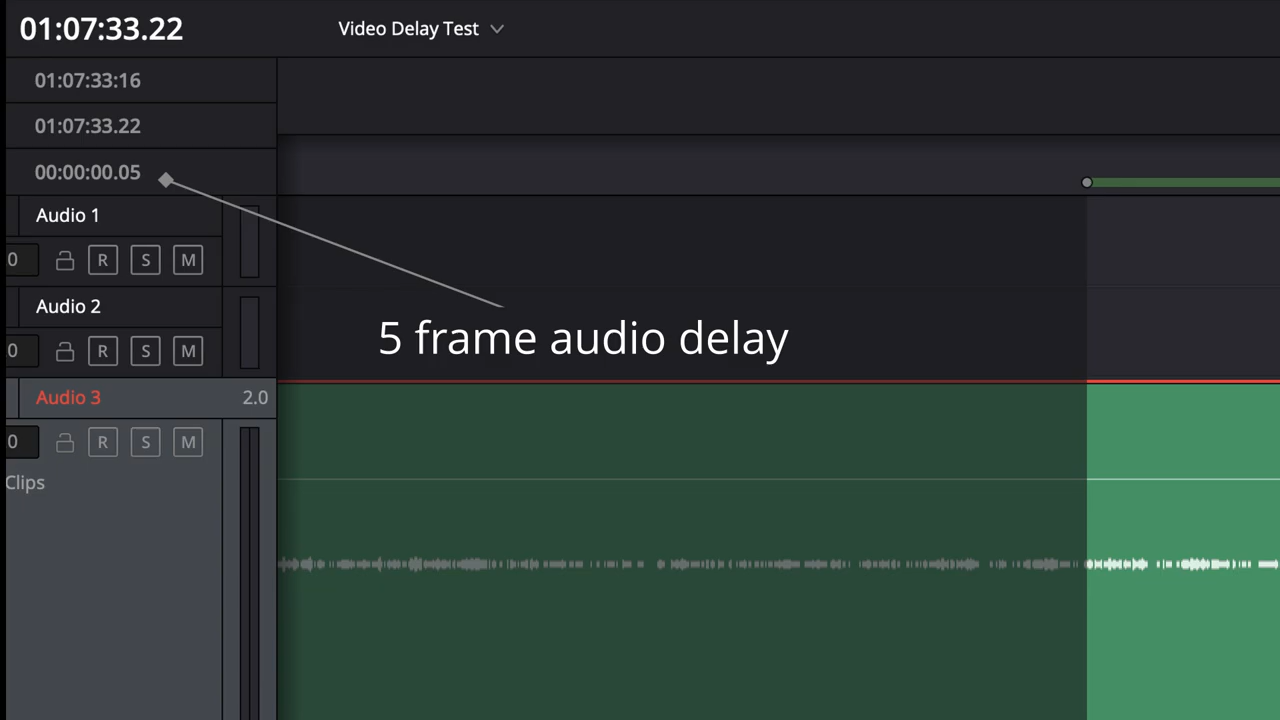 01:07:33.22
Video Delay Test
01:07:33:16
01:07:33.22
00:00:00.05
Audio 1
0 R S M
Audio 2
0 R S M
Audio 3 2.0
0 R S M
Clips
5 frame audio delay